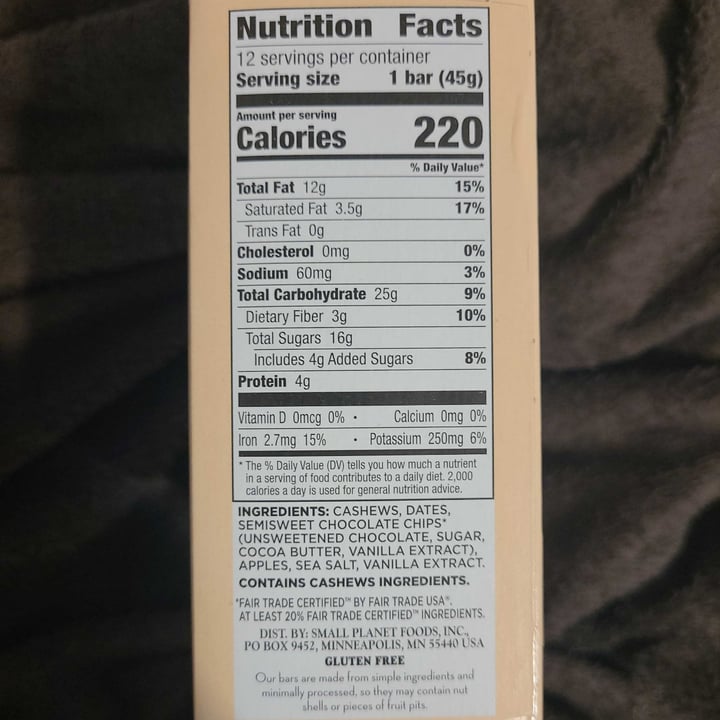 Nutrition Facts
12 servings per container
Serving size 1 bar (45g)
Amount per serving
Calories 220
% Daily Value*
Total Fat 12g 15%
Saturated Fat 3.5g 17%
Trans Fat 0g
Cholesterol 0mg 0%
Sodium 60mg 3%
Total Carbohydrate 25g 9%
Dietary Fiber 3g 10%
Total Sugars 16g
Includes 4g Added Sugars 8%
Protein 4g
Vitamin D 0mcg 0% • Calcium 0mg 0%
Iron 2.7mg 15% • Potassium 250mg 6%
* The % Daily Value (DV) tells you how much a nutrient
in a serving of food contributes to a daily diet. 2,000
calories a day is used for general nutrition advice.
INGREDIENTS: CASHEWS, DATES,
SEMISWEET CHOCOLATE CHIPS*
(UNSWEETENED CHOCOLATE, SUGAR,
COCOA BUTTER, VANILLA EXTRACT),
APPLES, SEA SALT, VANILLA EXTRACT.
CONTAINS CASHEWS INGREDIENTS.
*FAIR TRADE CERTIFIED™ BY FAIR TRADE USA®.
AT LEAST 20% FAIR TRADE CERTIFIED™ INGREDIENTS.
DIST. BY: SMALL PLANET FOODS, INC.,
PO BOX 9452, MINNEAPOLIS, MN 55440 USA
GLUTEN FREE
Our bars are made from simple ingredients and
minimally processed, so they may contain nut
shells or pieces of fruit pits.